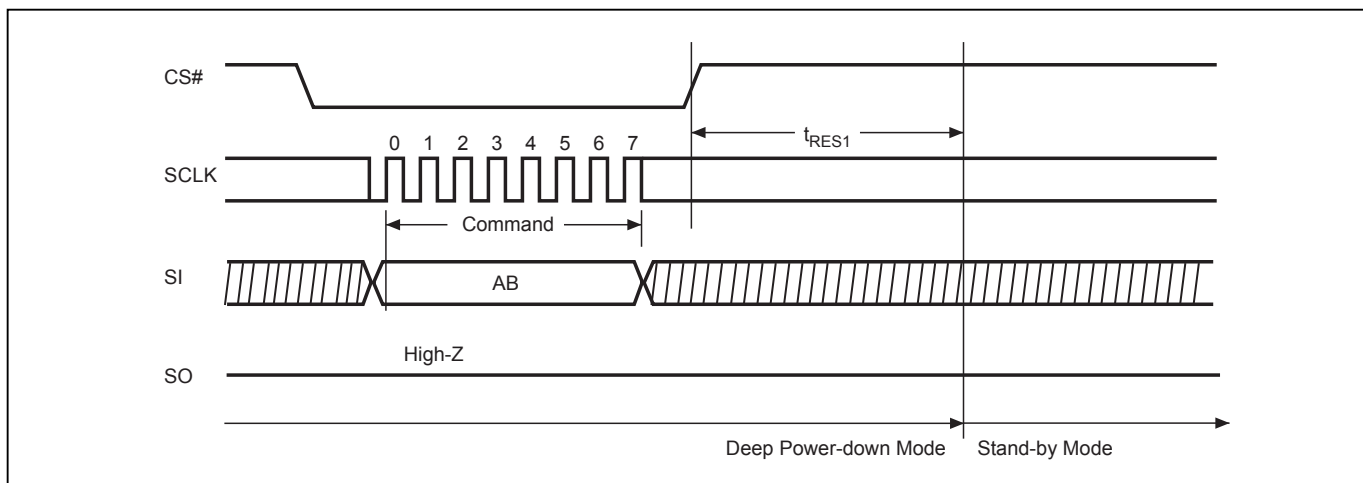 CS#
tRES1
0 1 2 3 4 5 6 7
SCLK
Command
SI
AB
High-Z
SO
Deep Power-down Mode Stand-by Mode